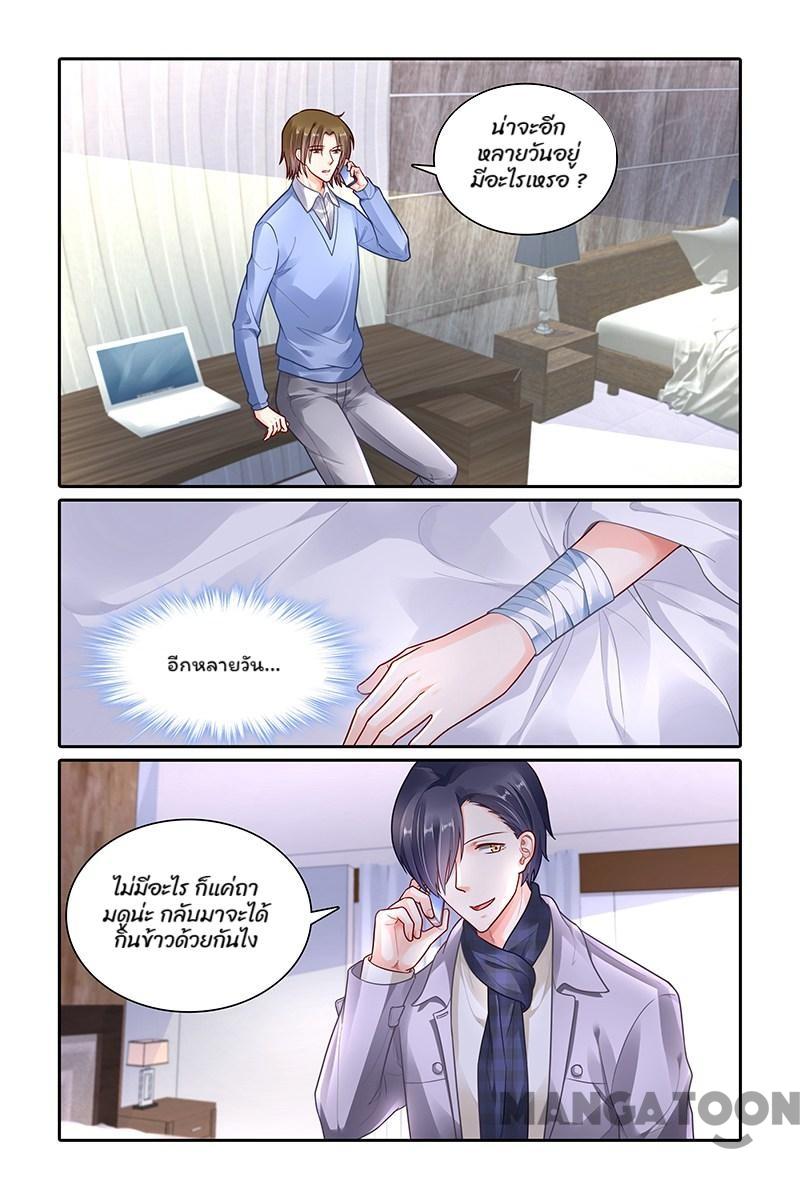 น่าจะอีก
หลายวันอยู่
มีอะไรเหรอ ?
อีกหลายวัน...
ไม่มีอะไร ก็แค่ถา
มดูน่ะ กลับมาจะได้
กินข้าวด้วยกันไง
MANGATOON